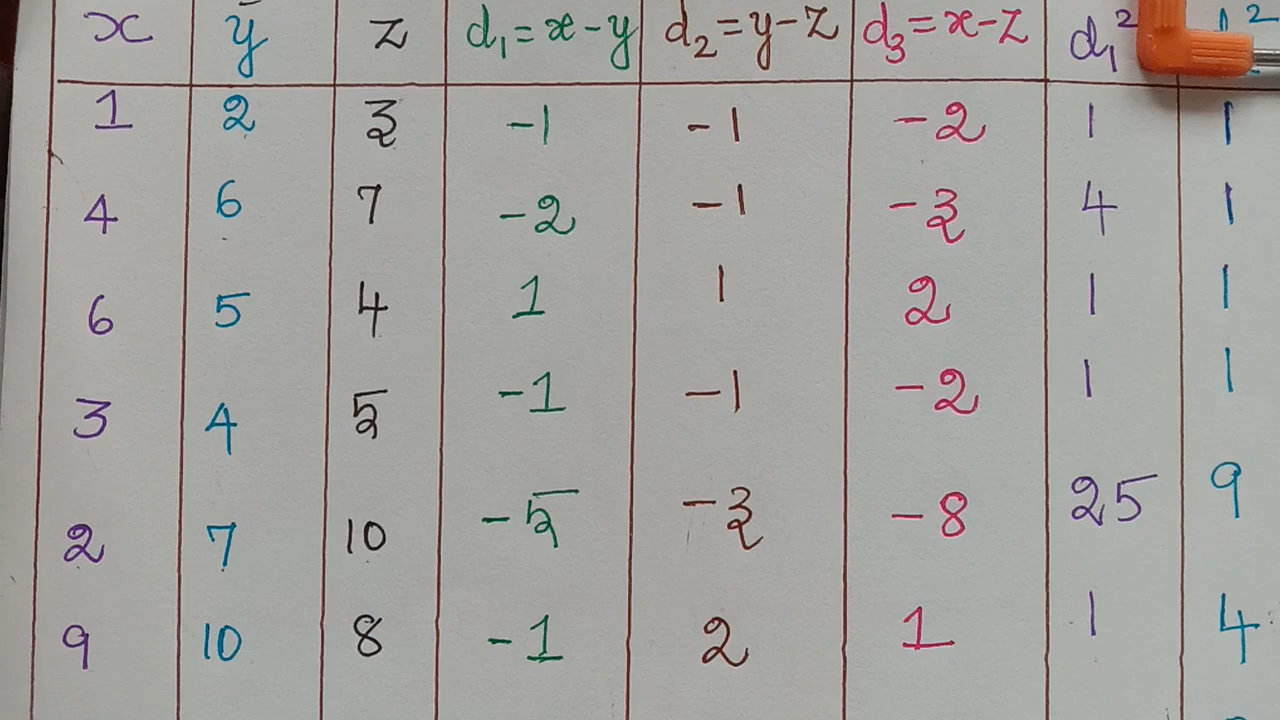 x y z d₁=x-y d₂=y-z d₃=x-z d₁²
1 2 3 -1 -1 -2 1 1
4 6 7 -2 -1 -3 4 1
6 5 4 1 1 2 1 1
3 4 5 -1 -1 -2 1 1
2 7 10 -5 -3 -8 25 9
9 10 8 -1 2 1 1 4